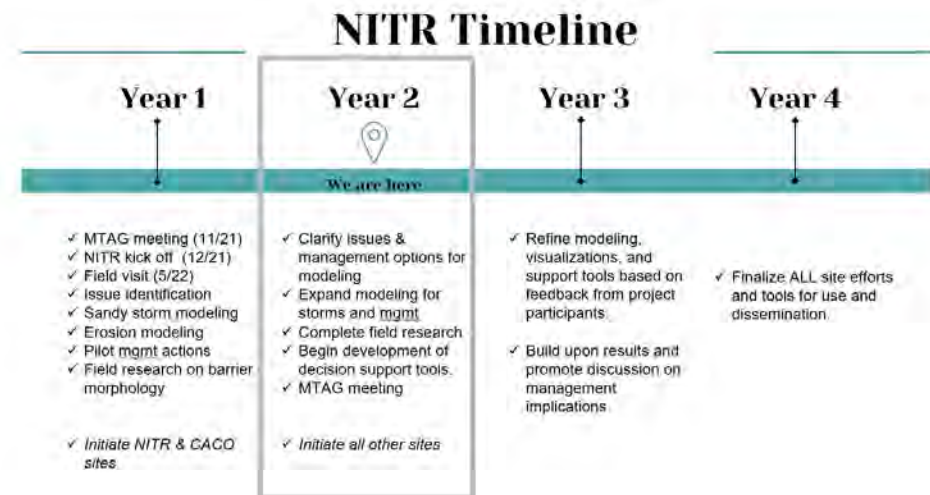 NITR Timeline
Year 1
Year 2
Year 3
Year 4
We are here
✓ MTAG meeting (11/21)
✓ NITR kick off (12/21)
✓ Field visit (5/22)
✓ Issue identification
✓ Sandy storm modeling
✓ Erosion modeling
✓ Pilot mgmt actions
✓ Field research on barrier
morphology
✓ Initiate NITR & CACO
sites
✓ Clarify issues &
management options for
modeling
✓ Expand modeling for
storms and mgmt
✓ Complete field research
✓ Begin development of
decision support tools.
✓ MTAG meeting
✓ Initiate all other sites
✓ Refine modeling,
visualizations, and
support tools based on
feedback from project
participants
✓ Build upon results and
promote discussion on
management
implications
✓ Finalize ALL site efforts
and tools for use and
dissemination